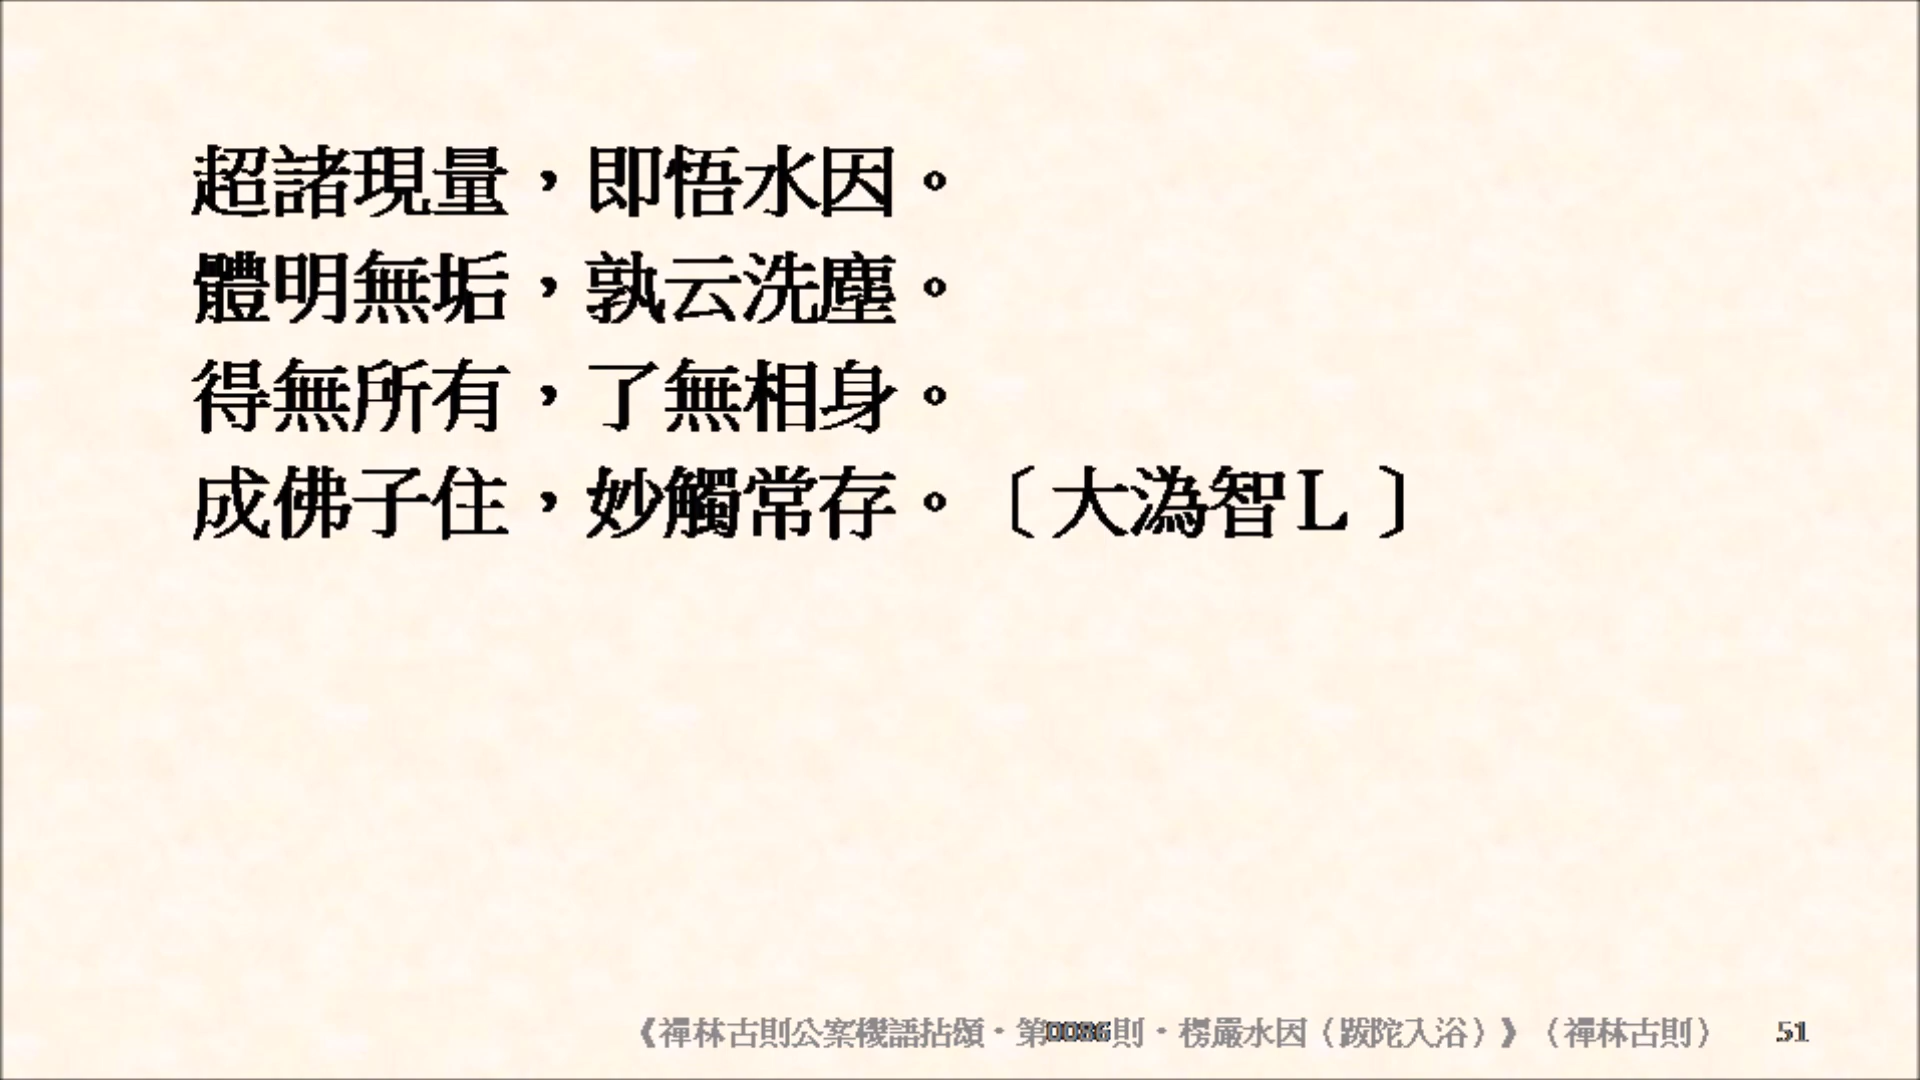 超諸現量，即悟水因。
體明無垢，孰云洗塵。
得無所有，了無相身。
成佛子住，妙觸常存。〔大溈智Ｌ〕
《禪林古則公案機語拈頌·第0086則·楞嚴水因（跋陀入浴）》（禪林古則） 51